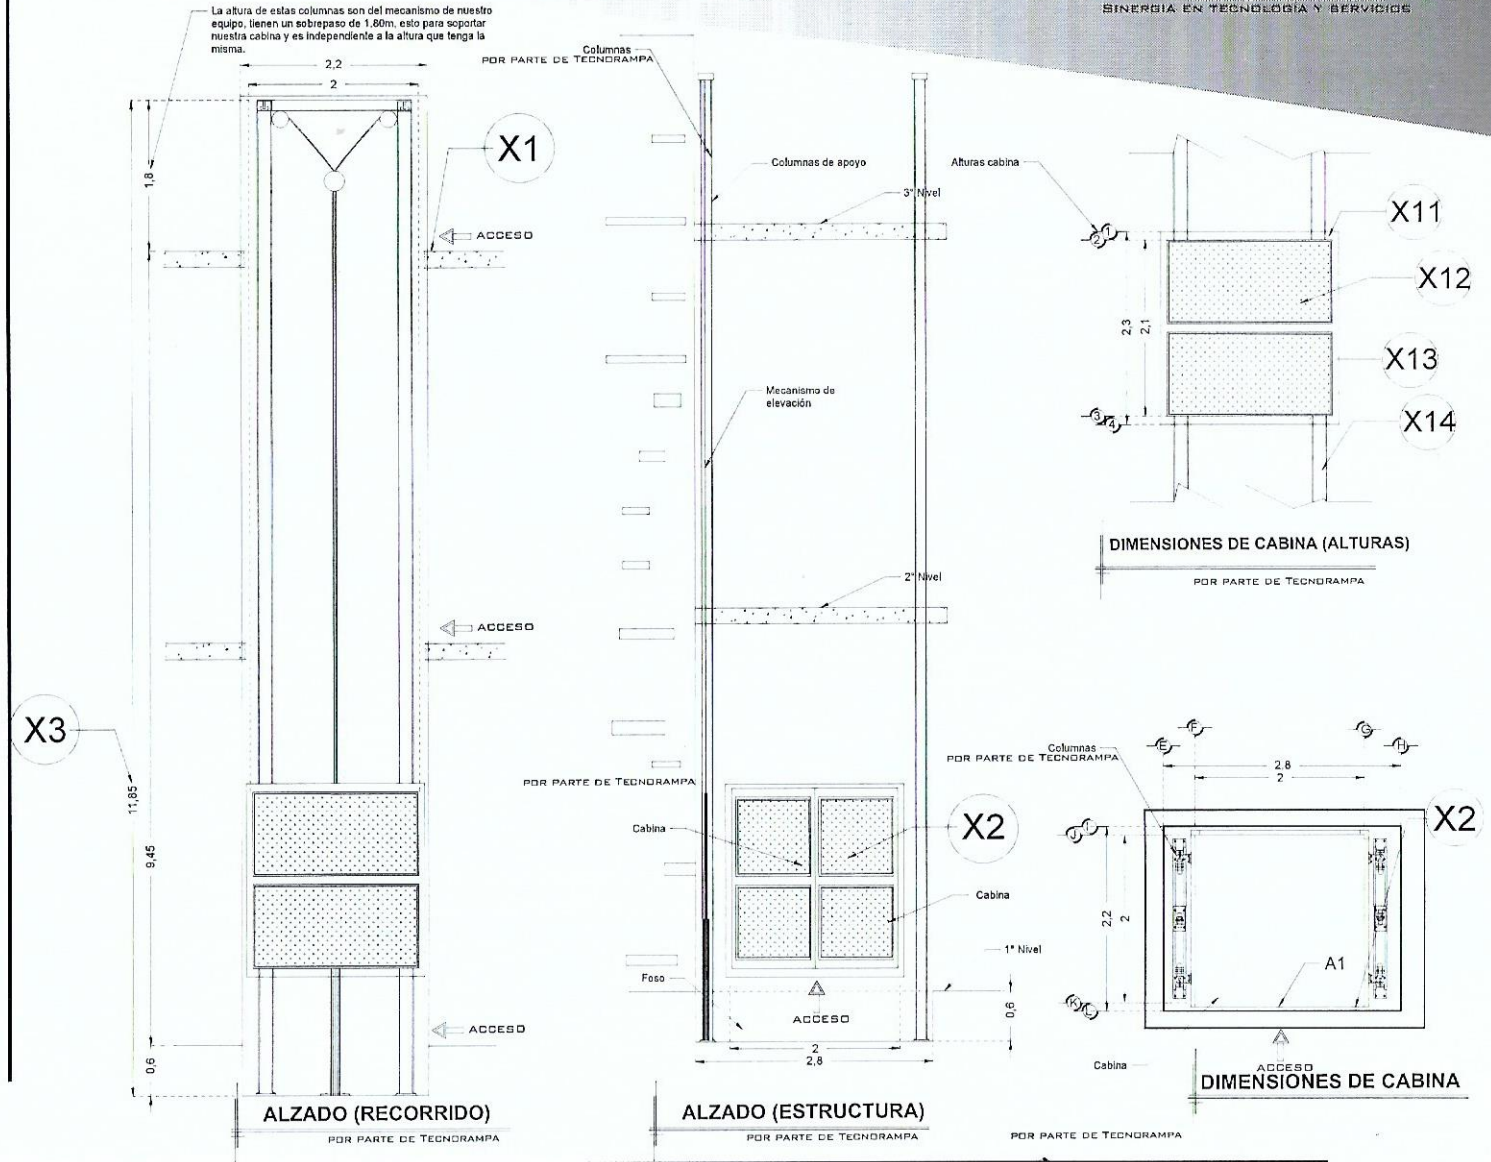 SINERGIA EN TECNOLOGÍA Y SERVICIOS
La altura de estas columnas son del mecanismo de nuestro
equipo, tienen un sobrepaso de 1.80m, esto para soportar
nuestra cabina y es independiente a la altura que tenga la
misma.
2,2
2
1,8
X1
ACCESO
ACCESO
X3
11,85
9,45
ACCESO
0,6
ALZADO (RECORRIDO)
POR PARTE DE TECNORAMPA
Columnas
POR PARTE DE TECNORAMPA
Columnas de apoyo
3° Nivel
Mecanismo de
elevación
2° Nivel
POR PARTE DE TECNORAMPA
Cabina
X2
Cabina
1° Nivel
Foso
ACCESO
0,6
2
2,8
ALZADO (ESTRUCTURA)
POR PARTE DE TECNORAMPA
Alturas cabina
1
2
X11
X12
2,3
2,1
X13
3
4
X14
DIMENSIONES DE CABINA (ALTURAS)
POR PARTE DE TECNORAMPA
F
G
E
H
Columnas
POR PARTE DE TECNORAMPA
2,8
2
X2
I
J
2,2
2
A1
K
L
Cabina
ACCESO
DIMENSIONES DE CABINA
POR PARTE DE TECNORAMPA